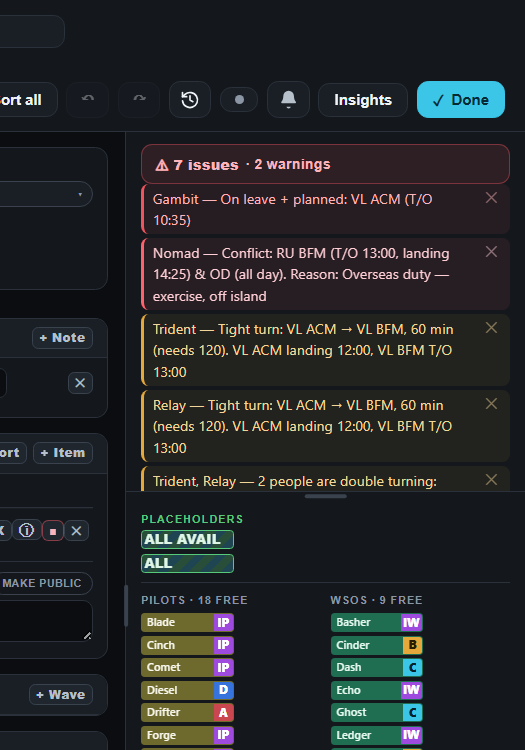 ort all
Insights
✓ Done
⚠ 7 issues · 2 warnings
Gambit — On leave + planned: VL ACM (T/O
10:35)
Nomad — Conflict: RU BFM (T/O 13:00, landing
14:25) & OD (all day). Reason: Overseas duty —
exercise, off island
Trident — Tight turn: VL ACM → VL BFM, 60 min
(needs 120). VL ACM landing 12:00, VL BFM T/O
13:00
Relay — Tight turn: VL ACM → VL BFM, 60 min
(needs 120). VL ACM landing 12:00, VL BFM T/O
13:00
Trident, Relay — 2 people are double turning:
+ Note
ort
+ Item
MAKE PUBLIC
+ Wave
PLACEHOLDERS
ALL AVAIL
ALL
PILOTS · 18 FREE
Blade IP
Cinch IP
Comet IP
Diesel D
Drifter A
Forge IP
WSOS · 9 FREE
Basher IW
Cinder B
Dash C
Echo IW
Ghost C
Ledger IW